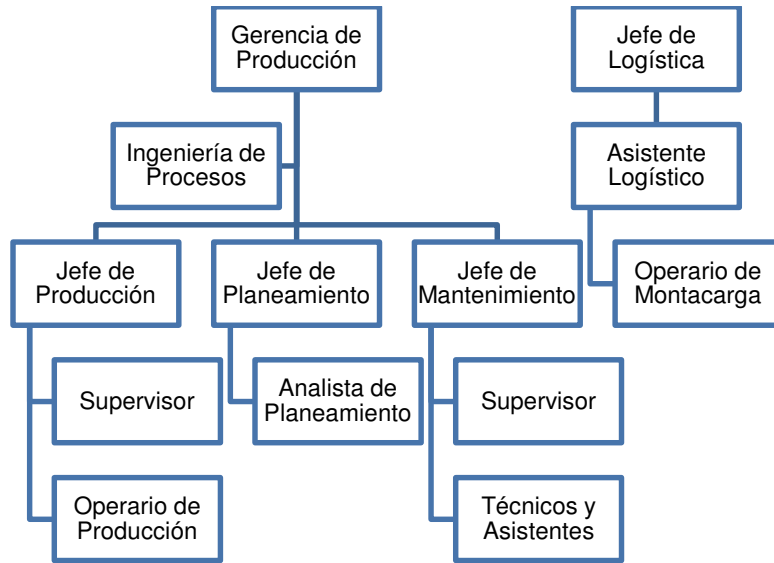 Gerencia de
Producción
Jefe de
Logística
Ingeniería de
Procesos
Asistente
Logístico
Jefe de
Producción
Jefe de
Planeamiento
Jefe de
Mantenimiento
Operario de
Montacarga
Supervisor
Analista de
Planeamiento
Supervisor
Operario de
Producción
Técnicos y
Asistentes